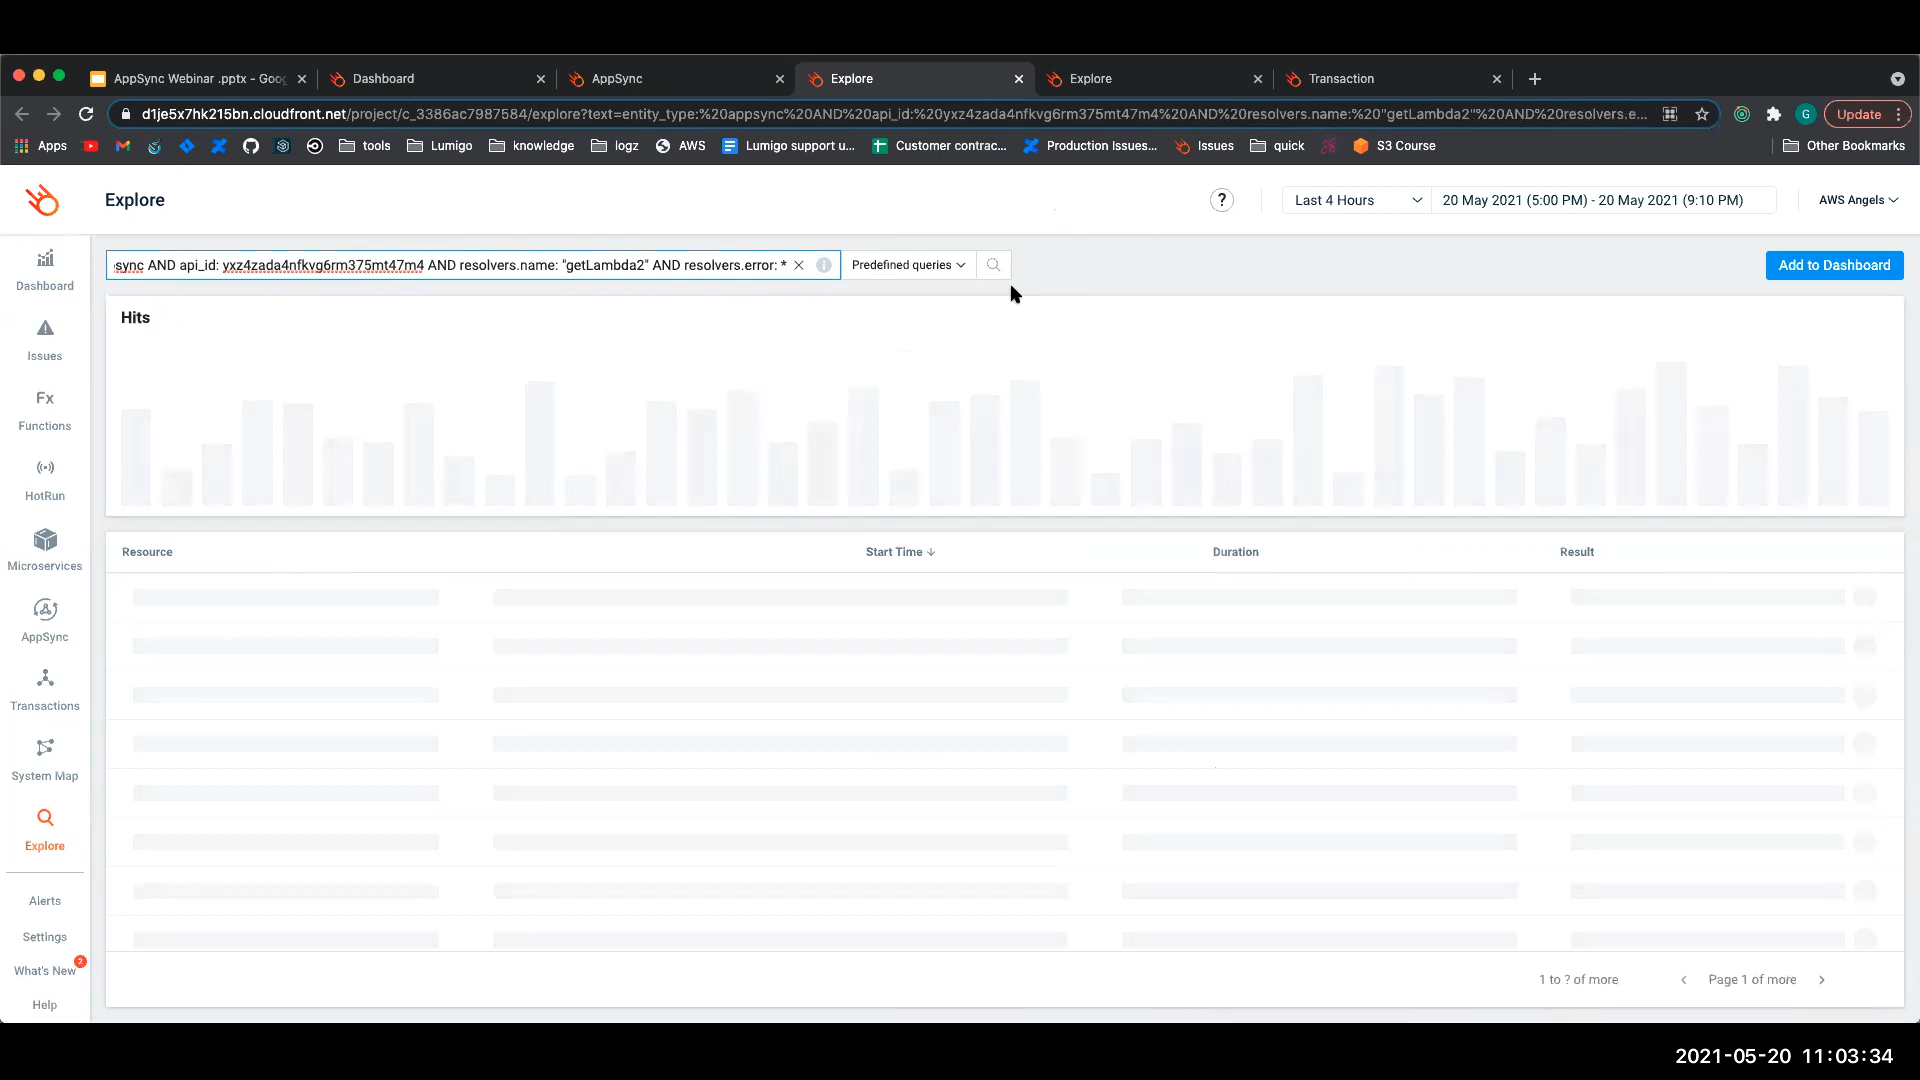 AppSync Webinar .pptx - Goo
Dashboard
AppSync
Explore
Explore
Transaction
d1je5x7hk215bn.cloudfront.net/project/c_3386ac7987584/explore?text=entity_type:%20appsync%20AND%20api_id:%20yxz4zada4nfkvg6rm375mt47m4%20AND%20resolvers.name:%20"getLambda2"%20AND%20resolvers.e...
G
Update
Apps
tools
Lumigo
knowledge
logz
AWS
Lumigo support u...
Customer contrac...
Production Issues...
Issues
quick
S3 Course
Other Bookmarks
Explore
?
Last 4 Hours
20 May 2021 (5:00 PM) - 20 May 2021 (9:10 PM)
AWS Angels
sync AND api_id: yxz4zada4nfkvg6rm375mt47m4 AND resolvers.name: "getLambda2" AND resolvers.error: *
Predefined queries
Add to Dashboard
Dashboard
Issues
Fx
Functions
HotRun
Microservices
AppSync
Transactions
System Map
Explore
Alerts
Settings
What's New
2
Help
Hits
Resource
Start Time
Duration
Result
1 to ? of more
Page 1 of more
2021-05-20 11:03:34